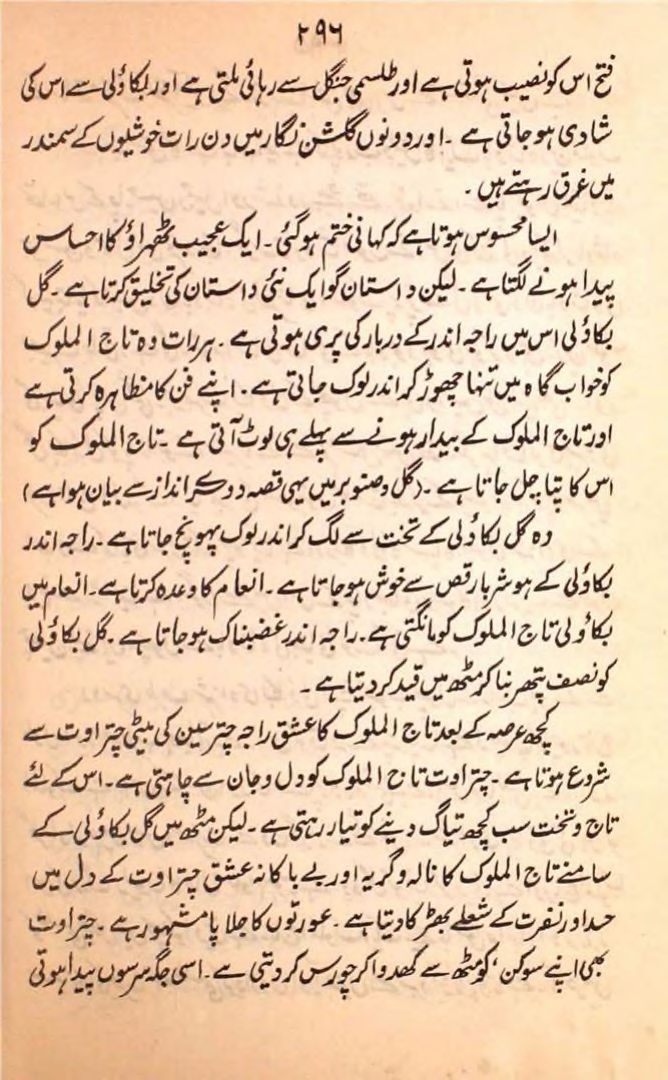 ۲۹۶
فتح اس کو نصیب ہوتی ہے اور طلسمی جنگل سے رہائی ملتی ہے اور بکاؤلی سے اس کی
شادی ہو جاتی ہے ۔ اور دونوں گلشن نگار میں دن رات خوشیوں کے سمندر
میں غرق رہتے ہیں ۔
ایسا محسوس ہوتا ہے کہ کہانی ختم ہوگئی ۔ ایک عجیب ٹھہراؤ کا احساس
پیدا ہونے لگتا ہے ۔ لیکن داستان گو ایک نئی داستان کی تخلیق کرتا ہے ۔ گل
بکاؤلی اس میں راجہ اندر کے دربار کی پری ہوتی ہے ۔ ہر رات وہ تاج الملوک
کو خواب گاہ میں تنہا چھوڑ کر اندر لوک جاتی ہے ۔ اپنے فن کا مظاہرہ کرتی ہے
اور تاج الملوک کے بیدار ہونے سے پہلے ہی لوٹ آتی ہے ۔ تاج الملوک کو
اس کا پتا چل جاتا ہے ۔ (گل و صنوبر میں یہی قصہ دوسکر انداز سے بیان ہوا ہے)
وہ گل بکاؤلی کے تخت سے لگ کر اندر لوک پہونچ جاتا ہے ۔ راجہ اندر
بکاؤلی کے ہوشربا رقص سے خوش ہو جاتا ہے ۔ انعام کا وعدہ کرتا ہے ۔ انعام میں
بکاؤلی تاج الملوک کو مانگتی ہے ۔ راجہ اندر غضبناک ہو جاتا ہے ۔ گل بکاؤلی
کو نصف پتھر بنا کر مٹھ میں قید کر دیتا ہے ۔
کچھ عرصہ کے بعد تاج الملوک کا عشق راجہ چتر سین کی بیٹی چتراوت سے
شروع ہوتا ہے ۔ چتراوت تاج الملوک کو دل و جان سے چاہتی ہے ۔ اس کے لئے
تاج و تخت سب کچھ تیاگ دینے کو تیار رہتی ہے ۔ لیکن مٹھ میں گل بکاؤلی کے
سامنے تاج الملوک کا نالہ و گریہ اور بے باکانہ عشق چتراوت کے دل میں
حسد اور نفرت کے شعلے بھڑکا دیتا ہے ۔ عورتوں کا جلاپا مشہور ہے ۔ چتراوت
بھی اپنے سوکن ' کو مٹھ سے کھدوا کر چورس کر دیتی ہے ۔ اسی جگہ سرسوں پیدا ہوتی